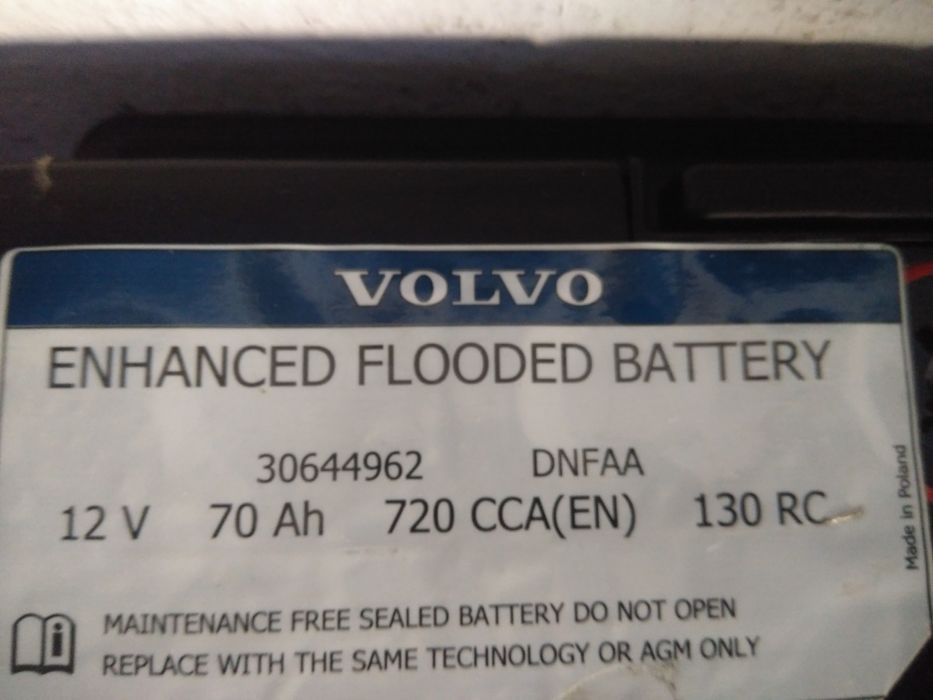 VOLVO
ENHANCED FLOODED BATTERY
30644962 DNFAA
12 V 70 Ah 720 CCA(EN) 130 RC
Made in Poland
MAINTENANCE FREE SEALED BATTERY DO NOT OPEN
REPLACE WITH THE SAME TECHNOLOGY OR AGM ONLY